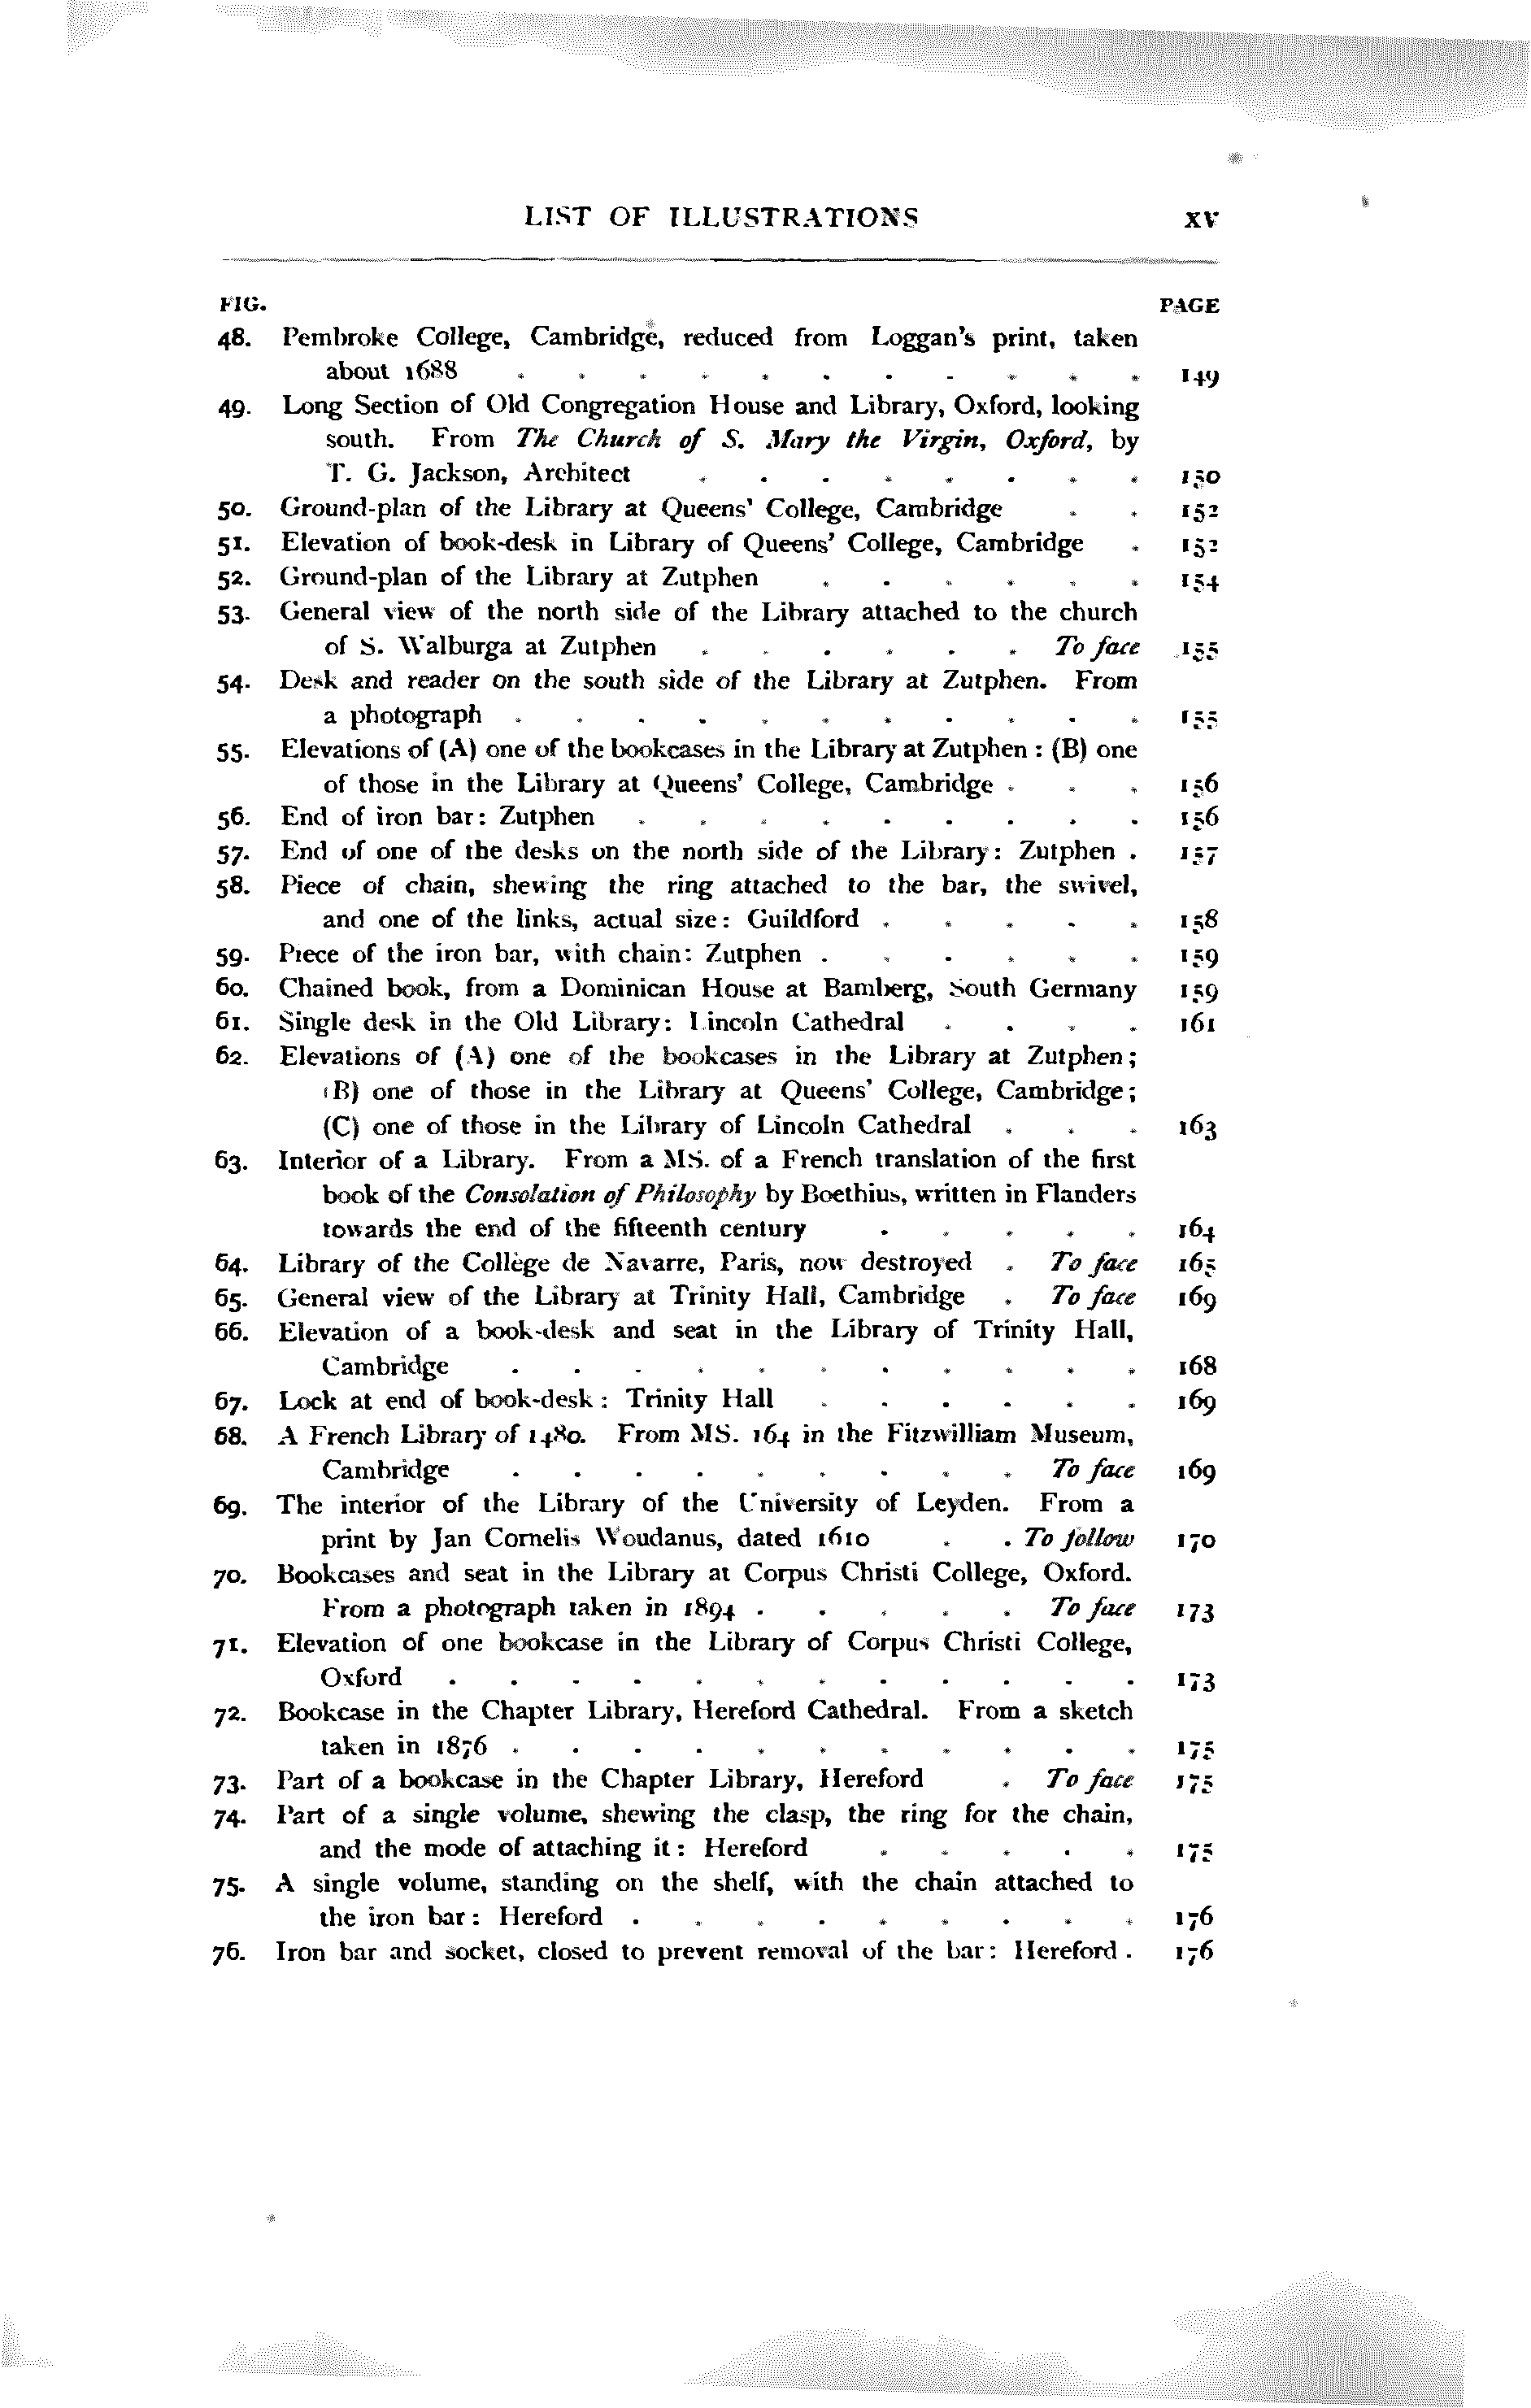 LIST OF ILLUSTRATIONS XV
FIG. PAGE
48. Pembroke College, Cambridge, reduced from Loggan's print, taken
about 1688 . . . . . . . . . . . 149
49. Long Section of Old Congregation House and Library, Oxford, looking
south. From The Church of S. Mary the Virgin, Oxford, by
T. G. Jackson, Architect . . . . . . . . 150
50. Ground-plan of the Library at Queens' College, Cambridge . . 152
51. Elevation of book-desk in Library of Queens' College, Cambridge . 152
52. Ground-plan of the Library at Zutphen . . . . . . 154
53. General view of the north side of the Library attached to the church
of S. Walburga at Zutphen . . . . . . To face 155
54. Desk and reader on the south side of the Library at Zutphen. From
a photograph . . . . . . . . . . . 155
55. Elevations of (A) one of the bookcases in the Library at Zutphen : (B) one
of those in the Library at Queens' College, Cambridge . . . 156
56. End of iron bar: Zutphen . . . . . . . . . 156
57. End of one of the desks on the north side of the Library: Zutphen . 157
58. Piece of chain, shewing the ring attached to the bar, the swivel,
and one of the links, actual size: Guildford . . . . . 158
59. Piece of the iron bar, with chain: Zutphen . . . . . . 159
60. Chained book, from a Dominican House at Bamberg, South Germany 159
61. Single desk in the Old Library: Lincoln Cathedral . . . . 161
62. Elevations of (A) one of the bookcases in the Library at Zutphen;
(B) one of those in the Library at Queens' College, Cambridge;
(C) one of those in the Library of Lincoln Cathedral . . . 163
63. Interior of a Library. From a MS. of a French translation of the first
book of the Consolation of Philosophy by Boethius, written in Flanders
towards the end of the fifteenth century . . . . . 164
64. Library of the Collège de Navarre, Paris, now destroyed . To face 165
65. General view of the Library at Trinity Hall, Cambridge . To face 169
66. Elevation of a book-desk and seat in the Library of Trinity Hall,
Cambridge . . . . . . . . . . . 168
67. Lock at end of book-desk : Trinity Hall . . . . . . 169
68. A French Library of 1480. From MS. 164 in the Fitzwilliam Museum,
Cambridge . . . . . . . . . To face 169
69. The interior of the Library of the University of Leyden. From a
print by Jan Cornelis Woudanus, dated 1610 . . To follow 170
70. Bookcases and seat in the Library at Corpus Christi College, Oxford.
From a photograph taken in 1894 . . . . . To face 173
71. Elevation of one bookcase in the Library of Corpus Christi College,
Oxford . . . . . . . . . . . . 173
72. Bookcase in the Chapter Library, Hereford Cathedral. From a sketch
taken in 1876 . . . . . . . . . . . 175
73. Part of a bookcase in the Chapter Library, Hereford . To face 175
74. Part of a single volume, shewing the clasp, the ring for the chain,
and the mode of attaching it : Hereford . . . . . 175
75. A single volume, standing on the shelf, with the chain attached to
the iron bar : Hereford . . . . . . . . . 176
76. Iron bar and socket, closed to prevent removal of the bar: Hereford . 176